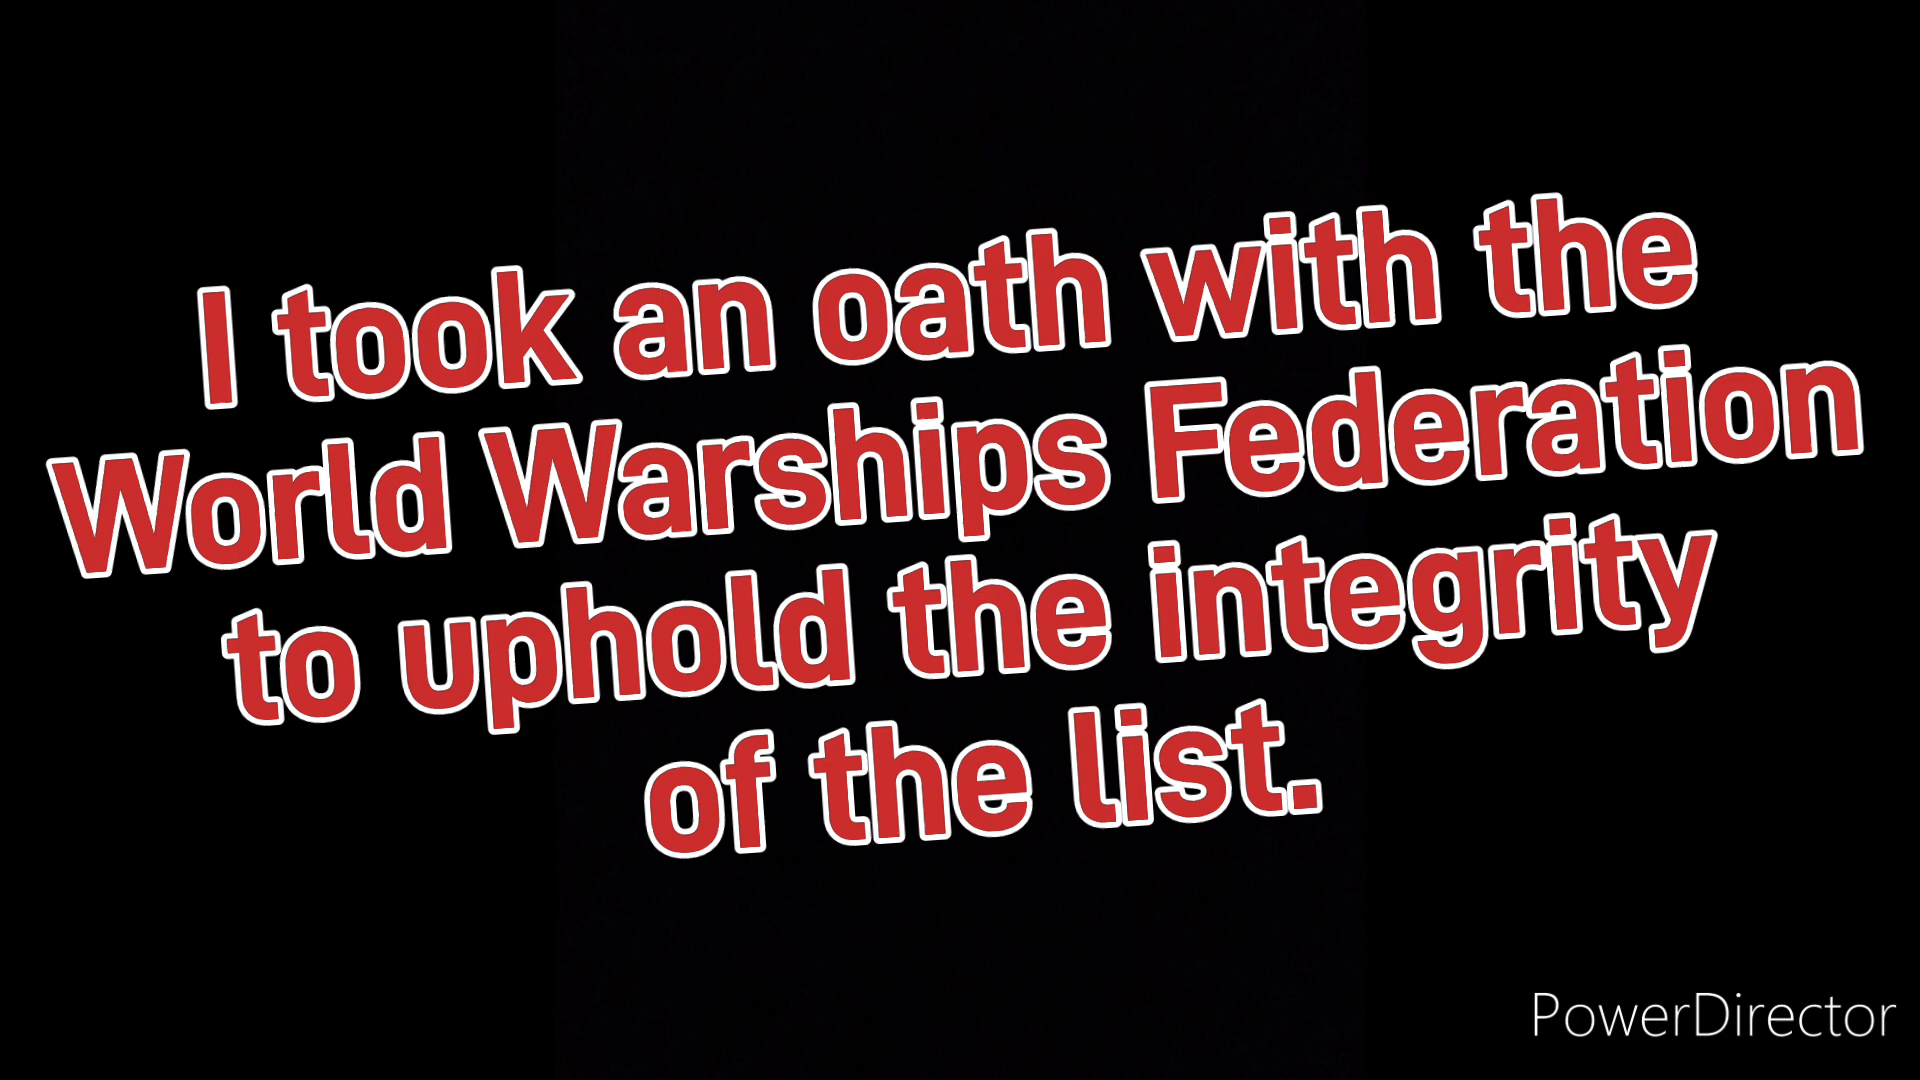 I took an oath with the
World Warships Federation
to uphold the integrity
of the list.
PowerDirector